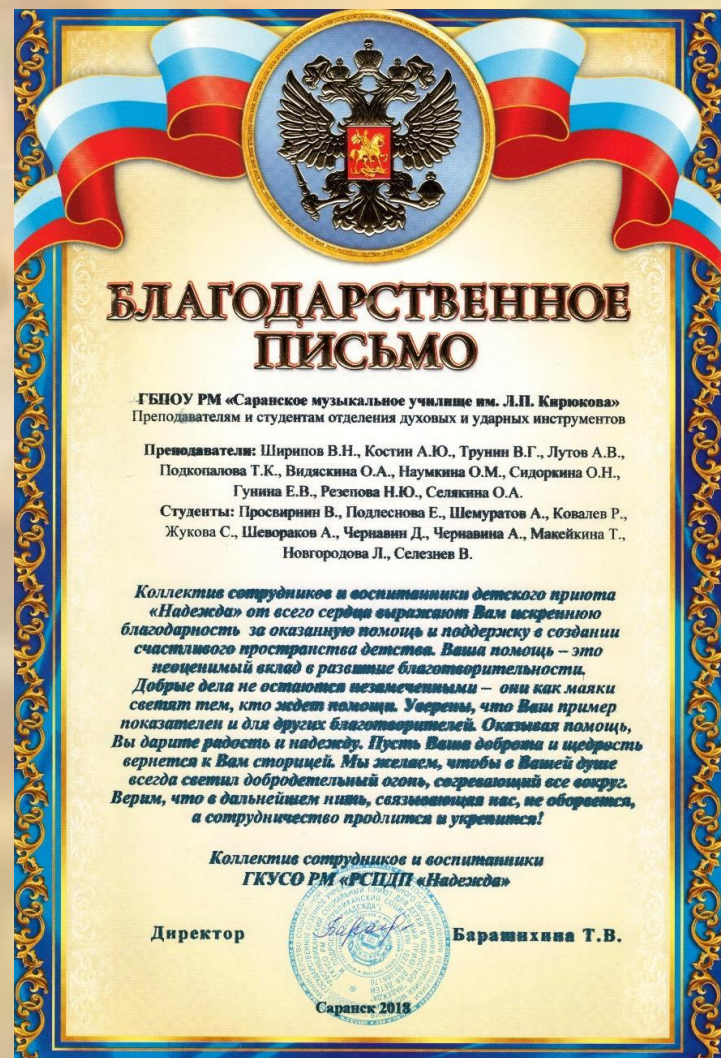 БЛАГОДАРСТВЕННОЕ
ПИСЬМО
ГБПОУ РМ «Саранское музыкальное училище им. Л.П. Кирюкова»
Преподавателям и студентам отделения духовых и ударных инструментов
Преподаватели: Ширипов В.Н., Костин А.Ю., Трунин В.Г., Лутов А.В.,
Подкопалова Т.К., Видяскина О.А., Наумкина О.М., Сидоркина О.Н.,
Гунина Е.В., Резепова Н.Ю., Селякина О.А.
Студенты: Просвирнин В., Подлеснова Е., Шемуратов А., Ковалев Р.,
Жукова С., Шевораков А., Чернавин Д., Чернавина А., Макейкина Т.,
Новгородова Л., Селезнев В.
Коллектив сотрудников и воспитанники детского приюта
«Надежда» от всего сердца выражают Вам искреннюю
благодарность за оказанную помощь и поддержку в создании
счастливого пространства детства. Ваша помощь – это
неоценимый вклад в развитие благотворительности.
Добрые дела не остаются незамеченными – они как маяки
светят тем, кто ждет помощи. Уверены, что Ваш пример
показателен и для других благотворителей. Оказывая помощь,
Вы дарите радость и надежду. Пусть Ваша доброта и щедрость
вернется к Вам сторицей. Мы желаем, чтобы в Вашей душе
всегда светил добродетельный огонь, согревающий все вокруг.
Верим, что в дальнейшем нить, связывающая нас, не оборвется,
а сотрудничество продлится и укрепится!
Коллектив сотрудников и воспитанники
ГКУСО РМ «РСПДП «Надежда»
Директор Барашихина Т.В.
Саранск 2018